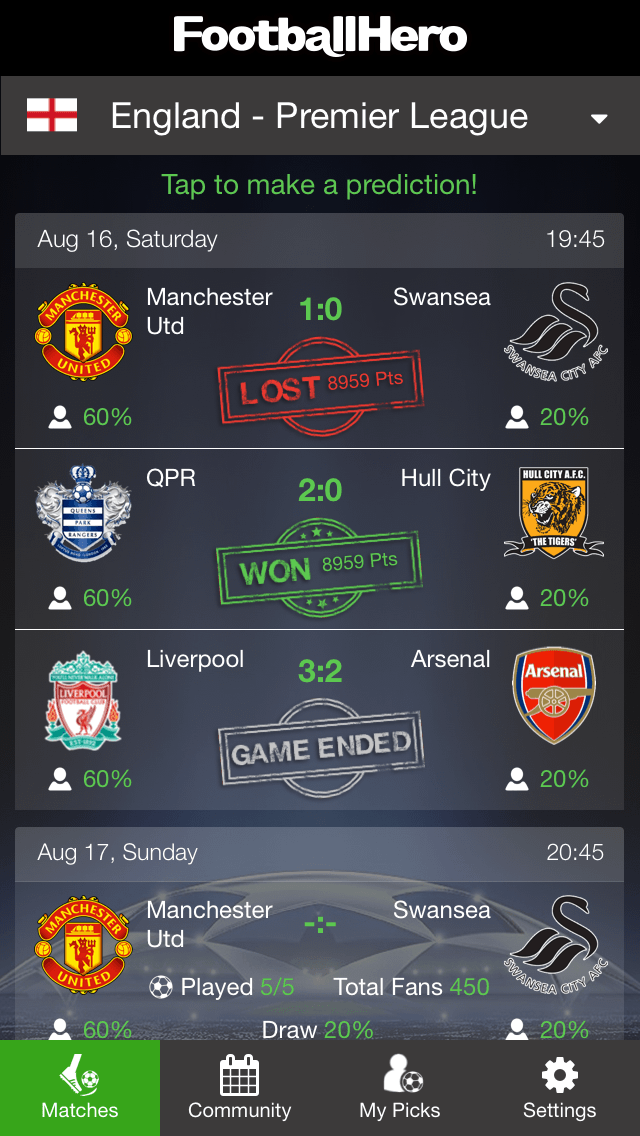 FootballHero
England - Premier League
Tap to make a prediction!
Aug 16, Saturday 19:45
Manchester Utd 1:0 Swansea
MANCHESTER UNITED
SWANSEA CITY AFC
LOST 8959 Pts
60% 20%
QPR 2:0 Hull City
QUEENS PARK RANGERS
HULL CITY A.F.C.
'THE TIGERS'
WON 8959 Pts
60% 20%
Liverpool 3:2 Arsenal
YOU'LL NEVER WALK ALONE
LIVERPOOL
FOOTBALL CLUB
EST·1892
Arsenal
GAME ENDED
60% 20%
Aug 17, Sunday 20:45
Manchester Utd -:- Swansea
MANCHESTER UNITED
SWANSEA CITY AFC
Played 5/5 Total Fans 450
60% Draw 20% 20%
Matches Community My Picks Settings